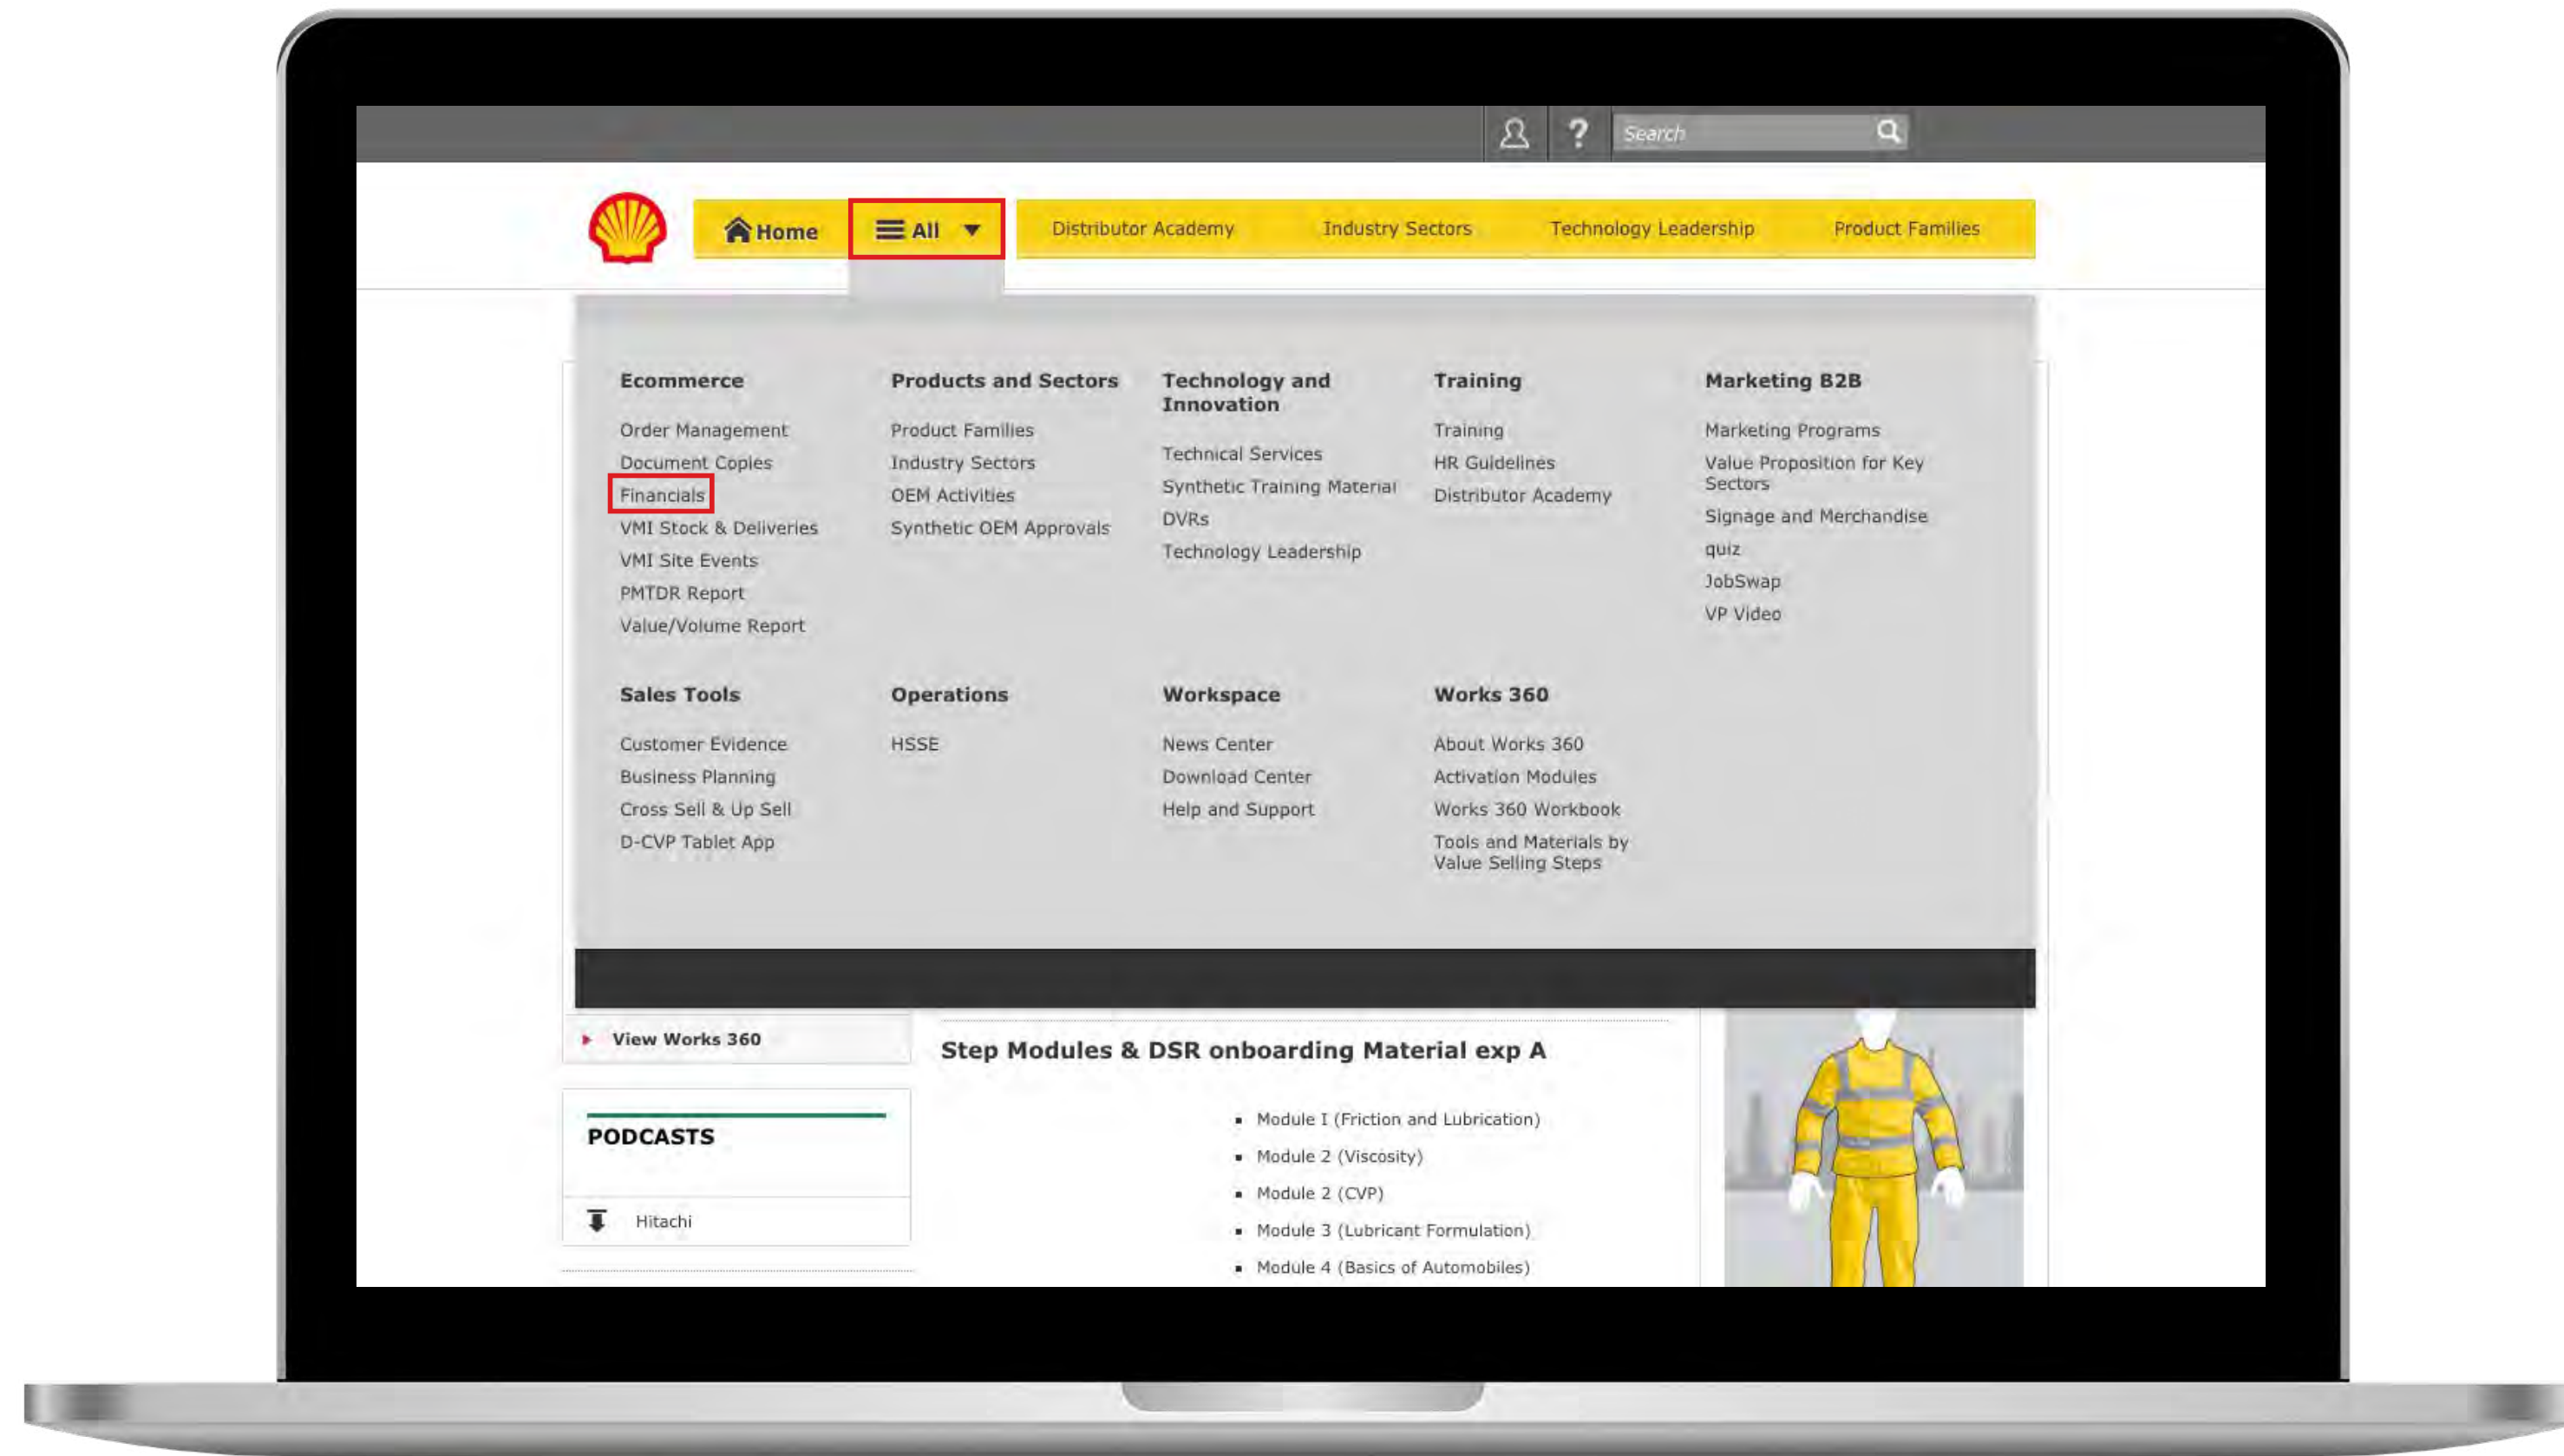 Search
Home
All
Distributor Academy
Industry Sectors
Technology Leadership
Product Families
Ecommerce
Order Management
Document Copies
Financials
VMI Stock & Deliveries
VMI Site Events
PMTDR Report
Value/Volume Report
Products and Sectors
Product Families
Industry Sectors
OEM Activities
Synthetic OEM Approvals
Technology and
Innovation
Technical Services
Synthetic Training Material
DVRs
Technology Leadership
Training
Training
HR Guidelines
Distributor Academy
Marketing B2B
Marketing Programs
Value Proposition for Key
Sectors
Signage and Merchandise
quiz
JobSwap
VP Video
Sales Tools
Customer Evidence
Business Planning
Cross Sell & Up Sell
D-CVP Tablet App
Operations
HSSE
Workspace
News Center
Download Center
Help and Support
Works 360
About Works 360
Activation Modules
Works 360 Workbook
Tools and Materials by
Value Selling Steps
View Works 360
PODCASTS
Hitachi
Step Modules & DSR onboarding Material exp A
Module I (Friction and Lubrication)
Module 2 (Viscosity)
Module 2 (CVP)
Module 3 (Lubricant Formulation)
Module 4 (Basics of Automobiles)